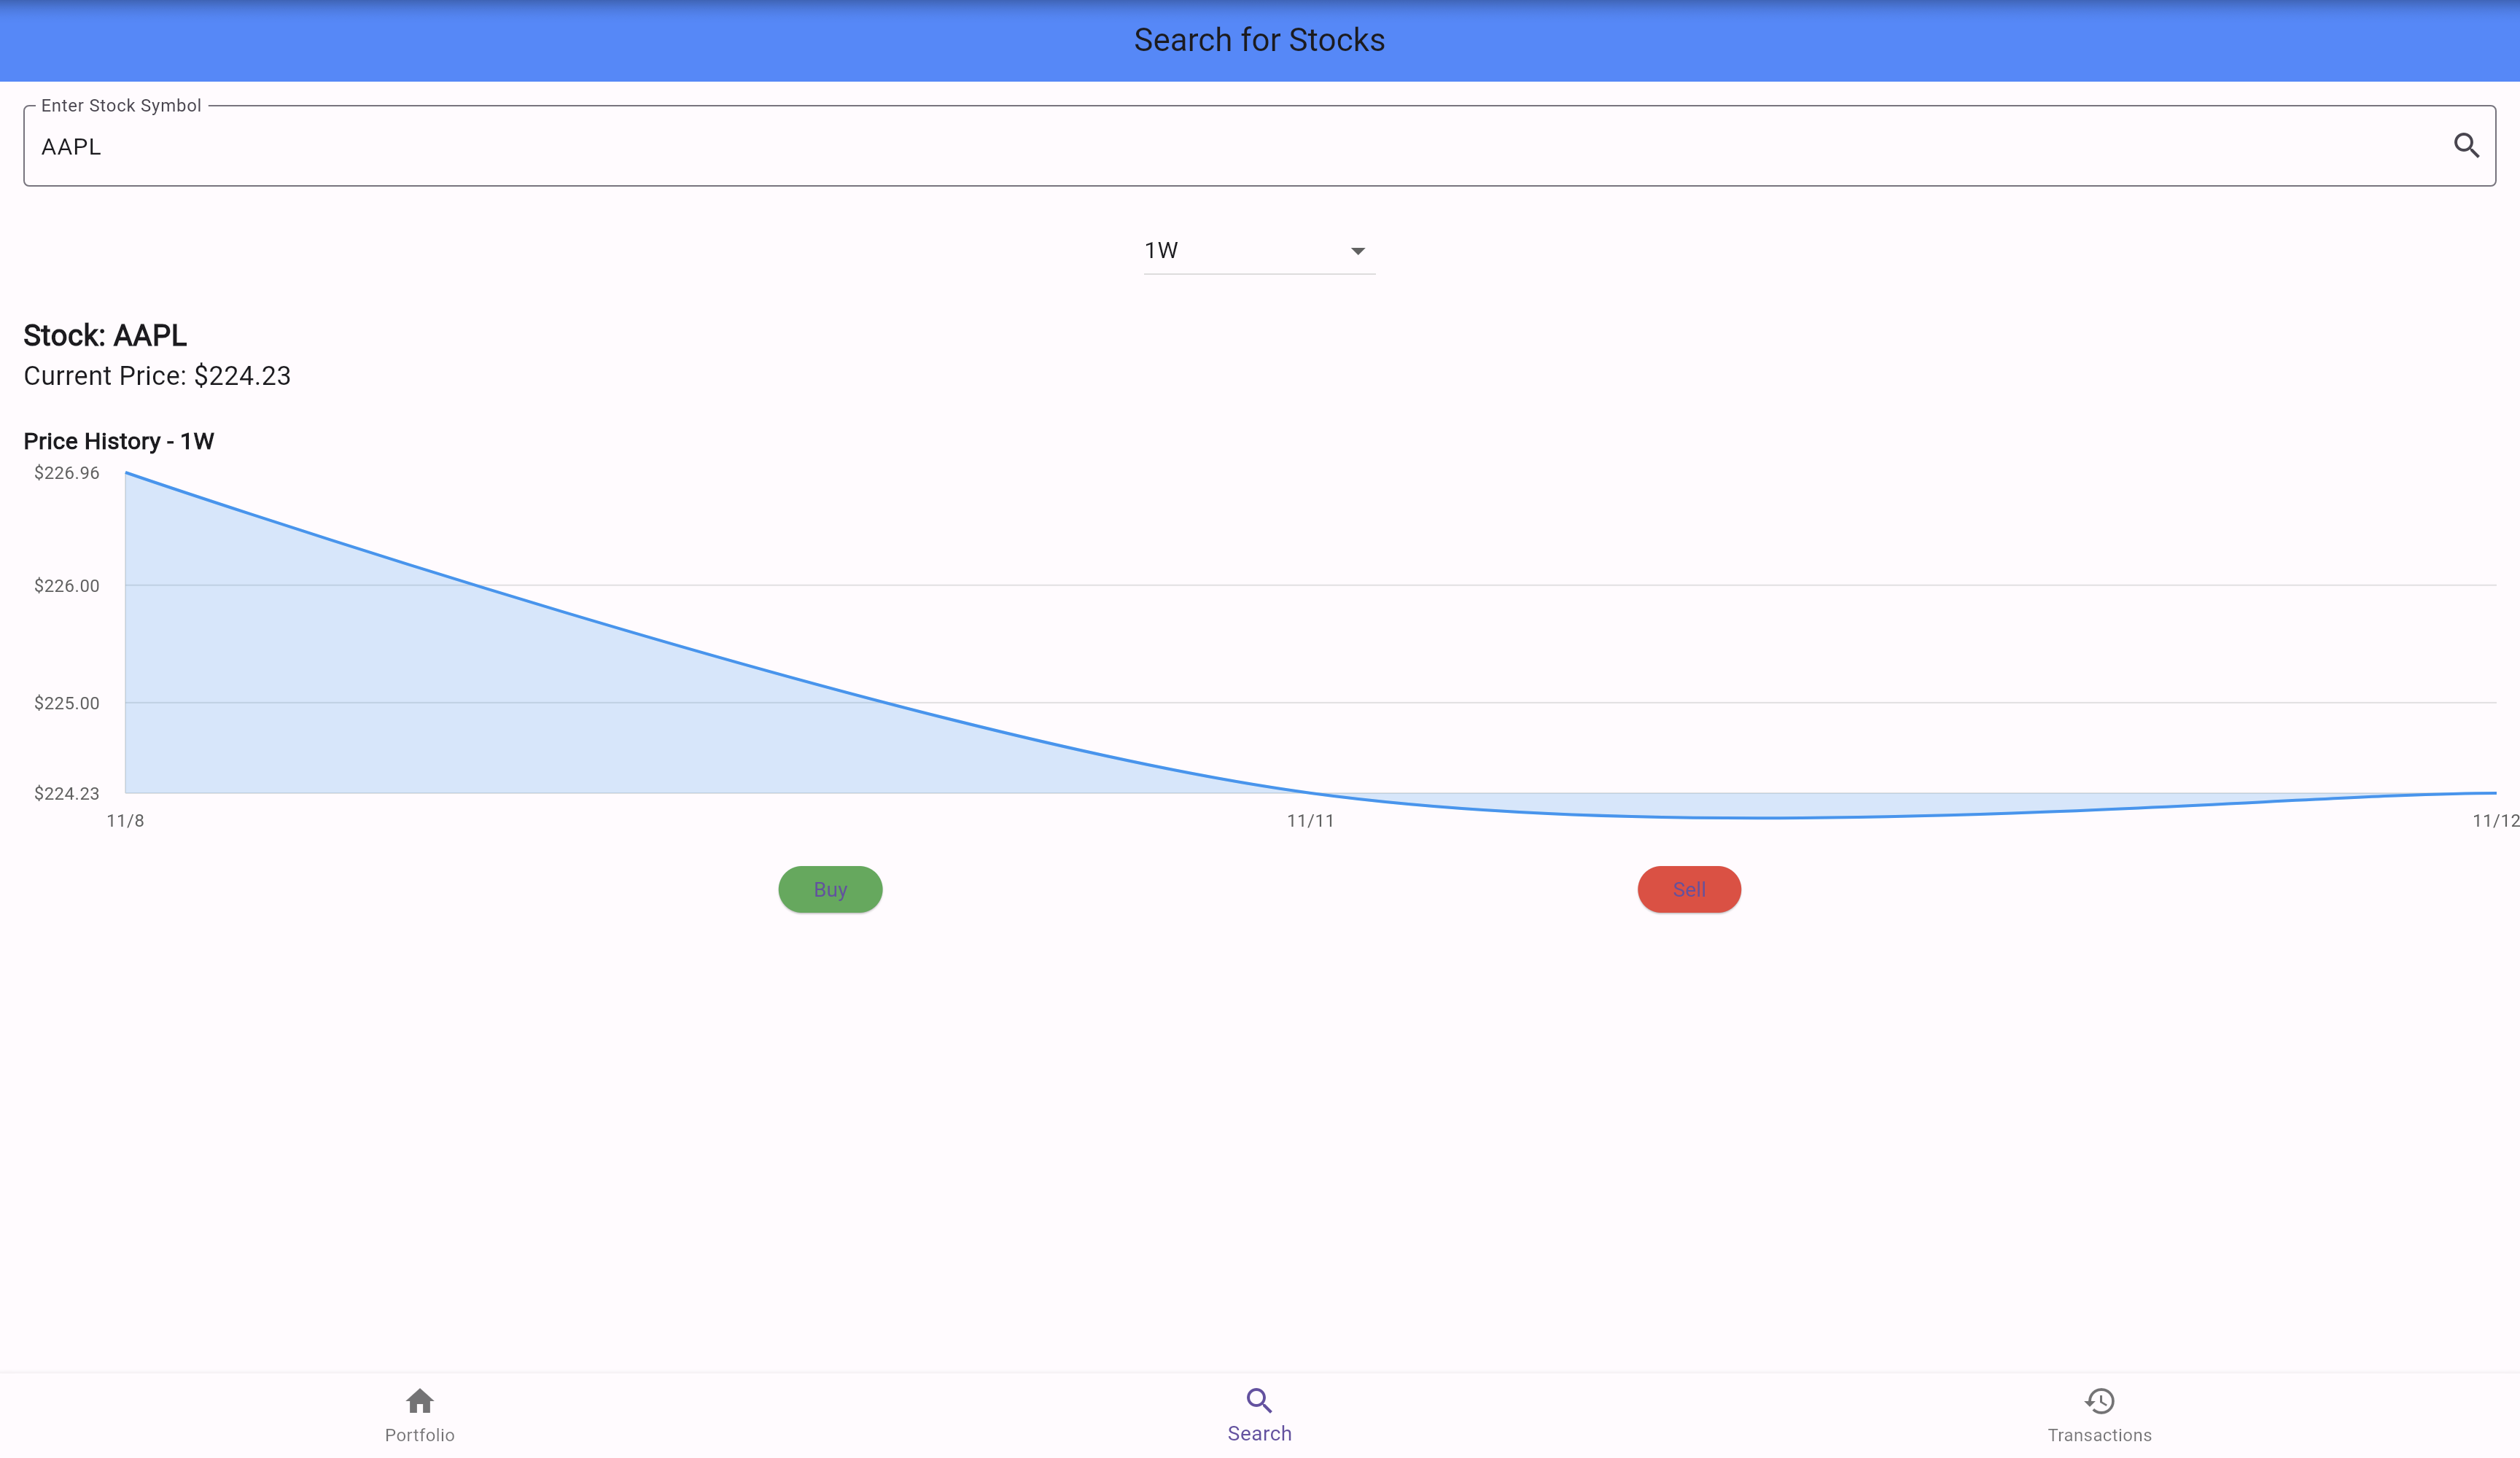 Search for Stocks
Enter Stock Symbol
AAPL
1W
Stock: AAPL
Current Price: $224.23
Price History - 1W
$226.96
$226.00
$225.00
$224.23
11/8 11/11 11/12
Buy Sell
Portfolio Search Transactions